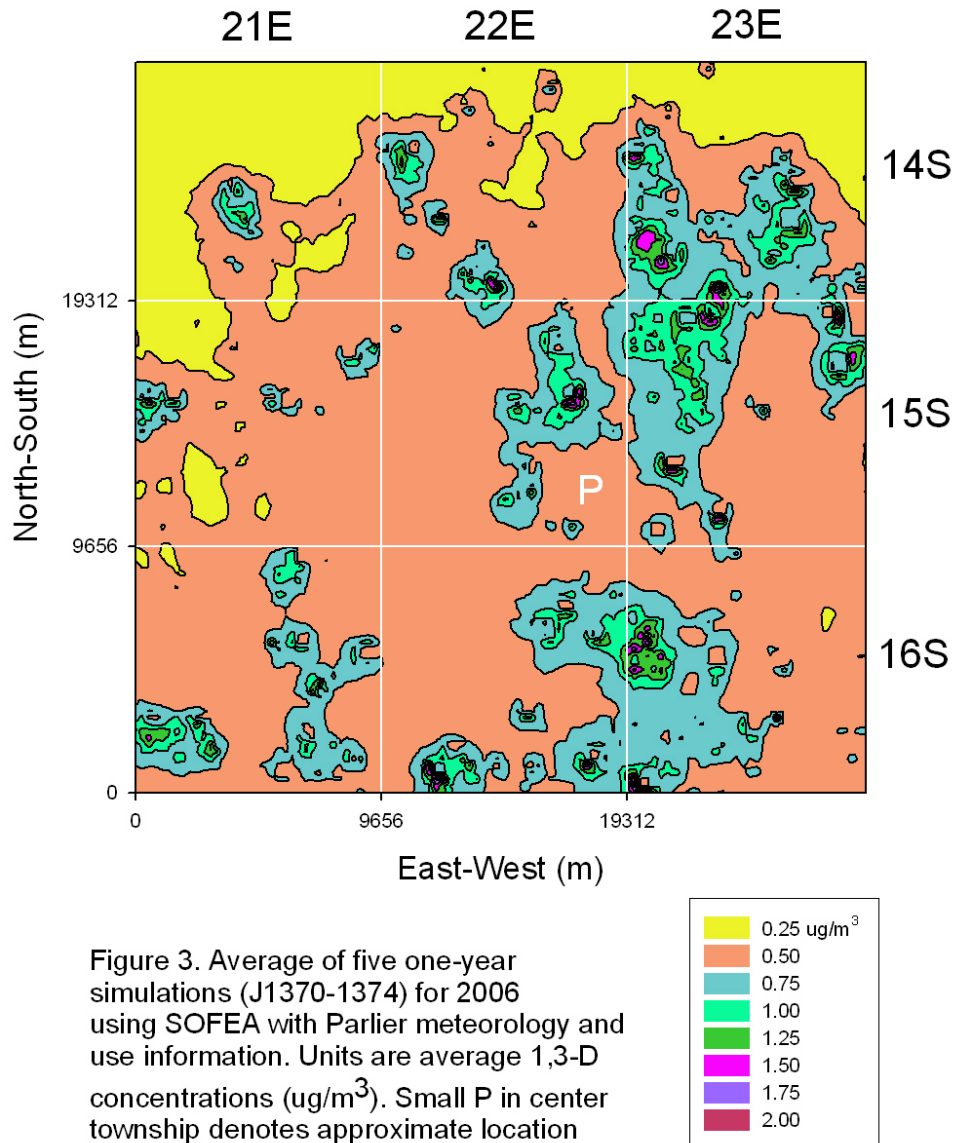 21E 22E 23E
14S
19312
15S
North-South (m)
P
9656
16S
0
0 9656 19312
East-West (m)
0.25 ug/m³
0.50
0.75
1.00
1.25
1.50
1.75
2.00
Figure 3. Average of five one-year
simulations (J1370-1374) for 2006
using SOFEA with Parlier meteorology and
use information. Units are average 1,3-D
concentrations (ug/m³). Small P in center
township denotes approximate location